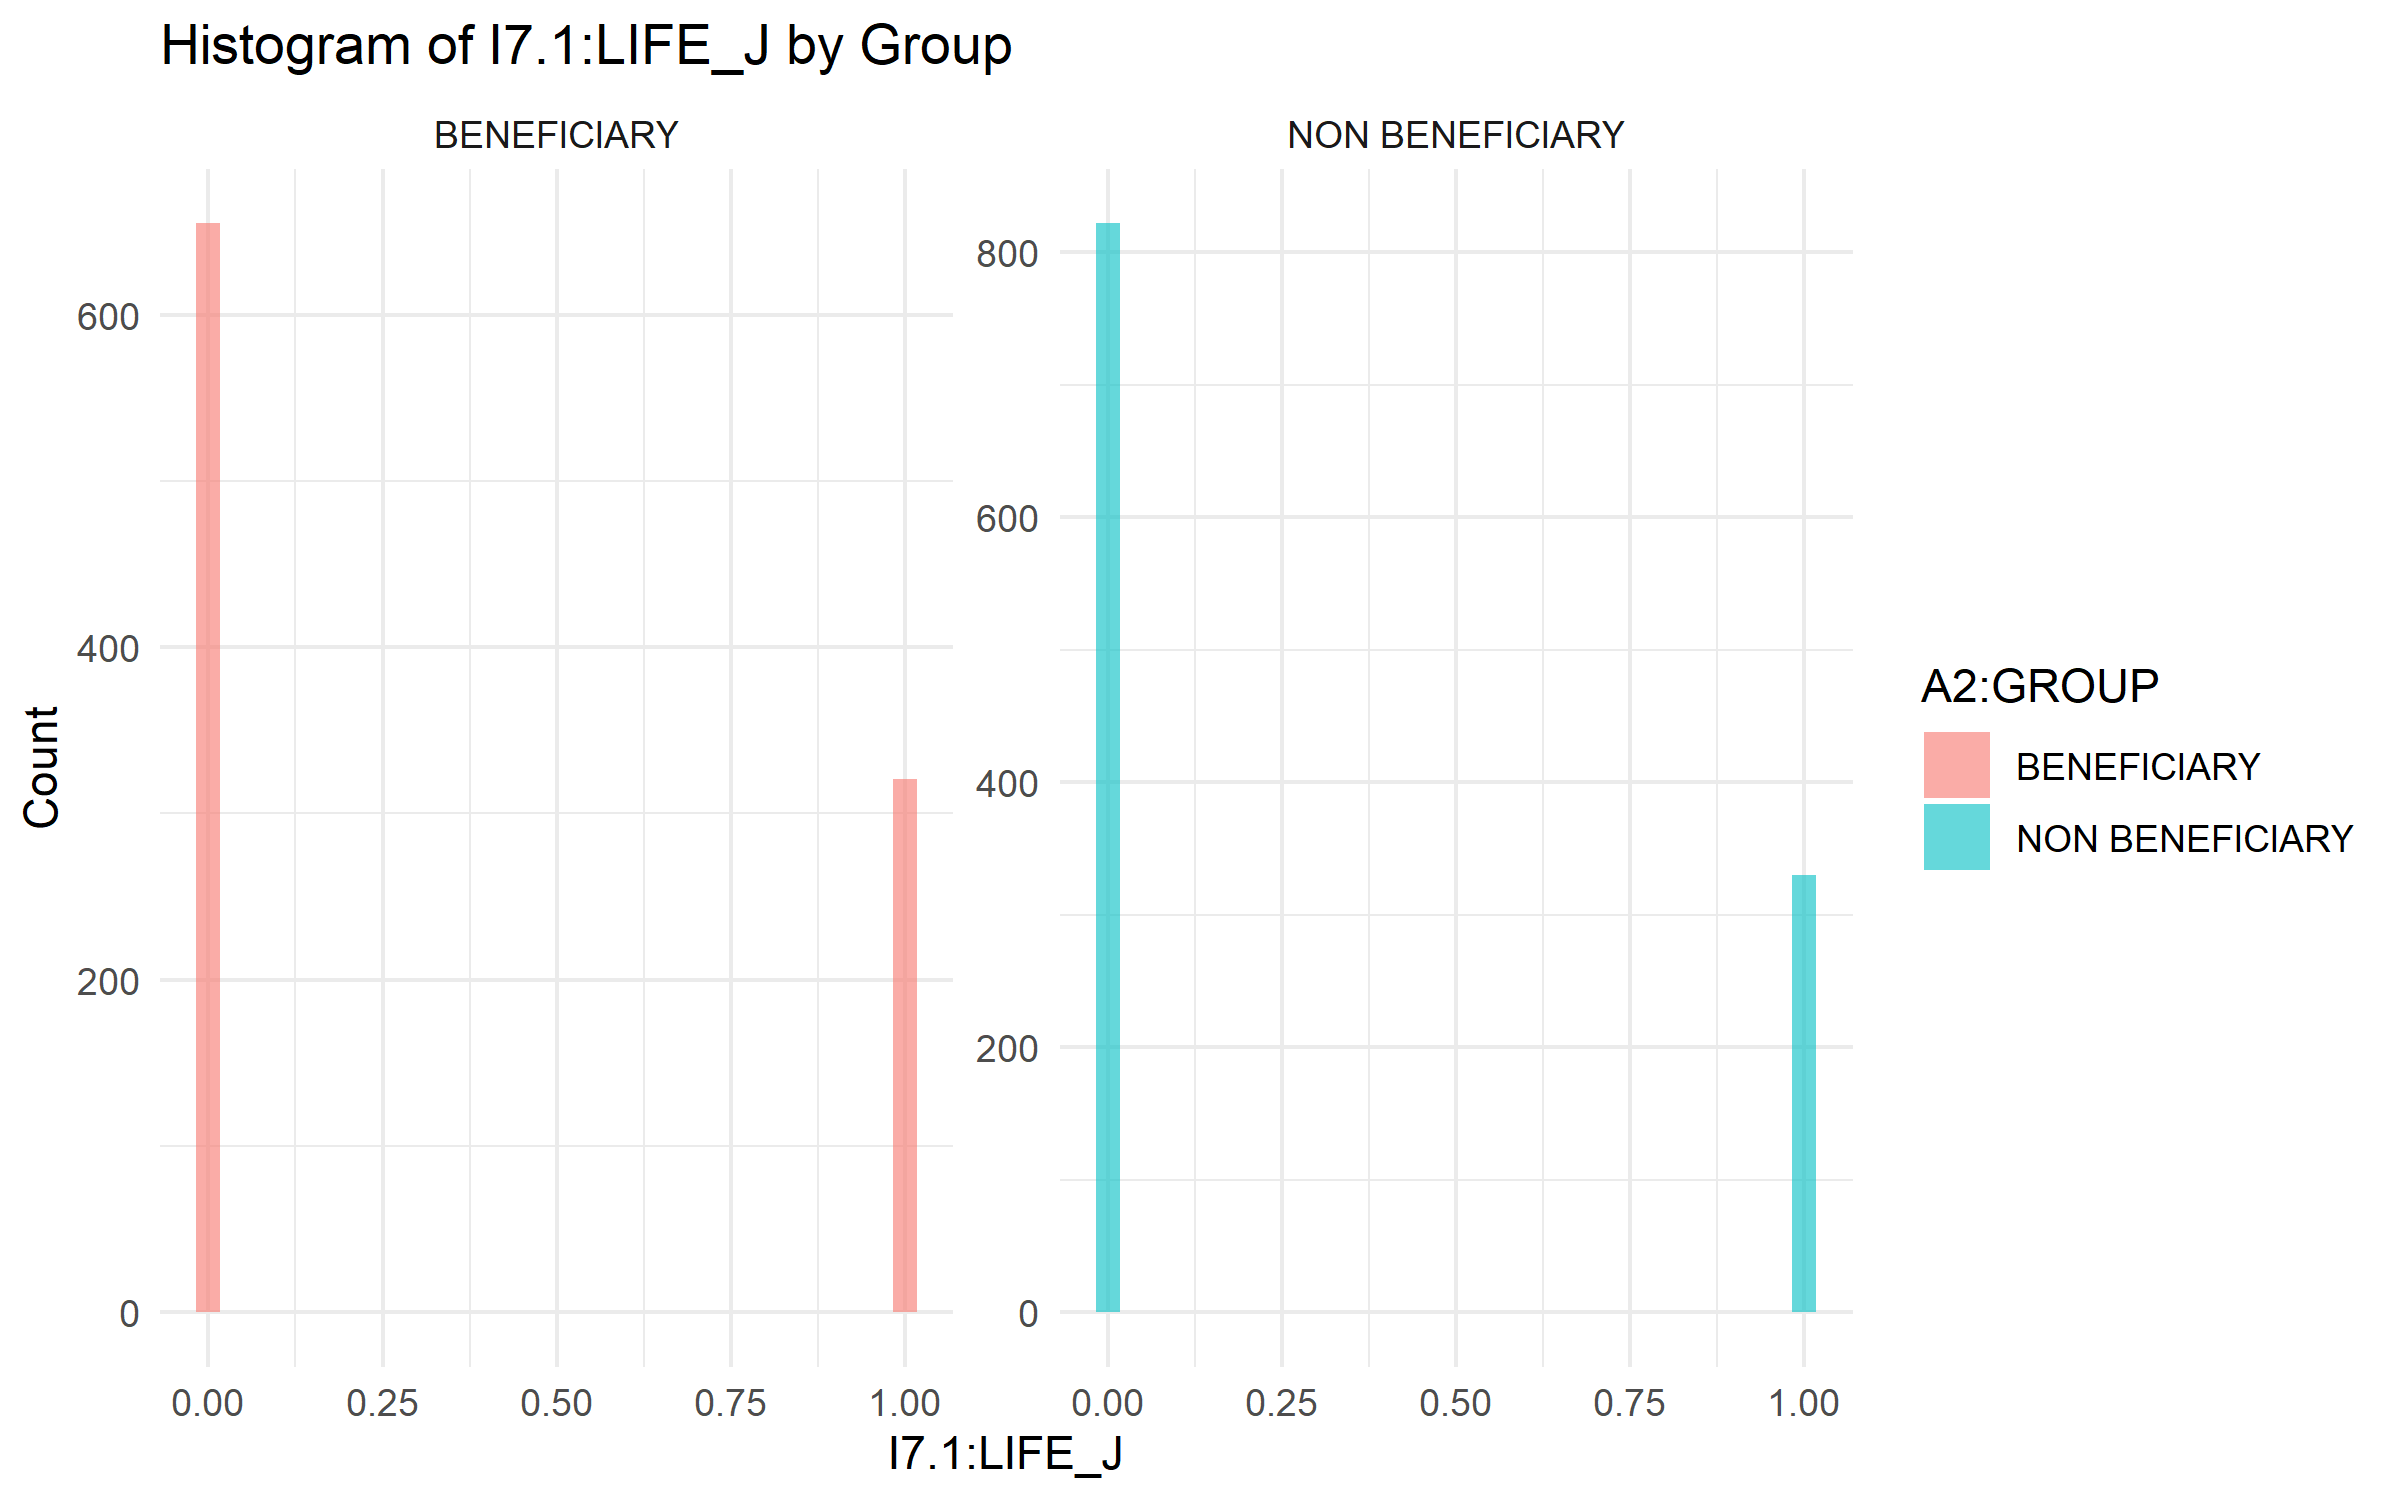 Histogram of I7.1:LIFE_J by Group
BENEFICIARY
NON BENEFICIARY
Count
600
400
200
0
800
600
400
200
0
0.00 0.25 0.50 0.75 1.00
0.00 0.25 0.50 0.75 1.00
I7.1:LIFE_J
A2:GROUP
BENEFICIARY
NON BENEFICIARY